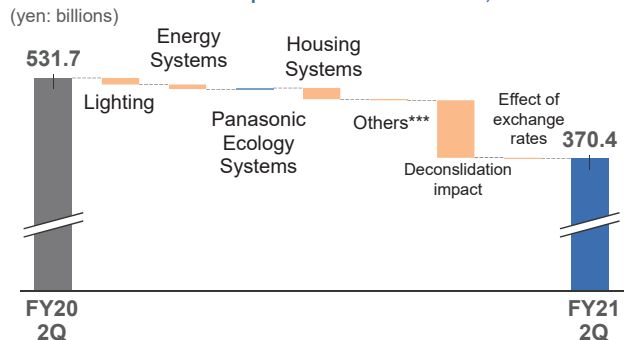 (yen: billions)
531.7
Lighting
Energy
Systems
Panasonic
Ecology
Systems
Housing
Systems
Others***
Deconslidation
impact
Effect of
exchange
rates
370.4
FY20
2Q
FY21
2Q